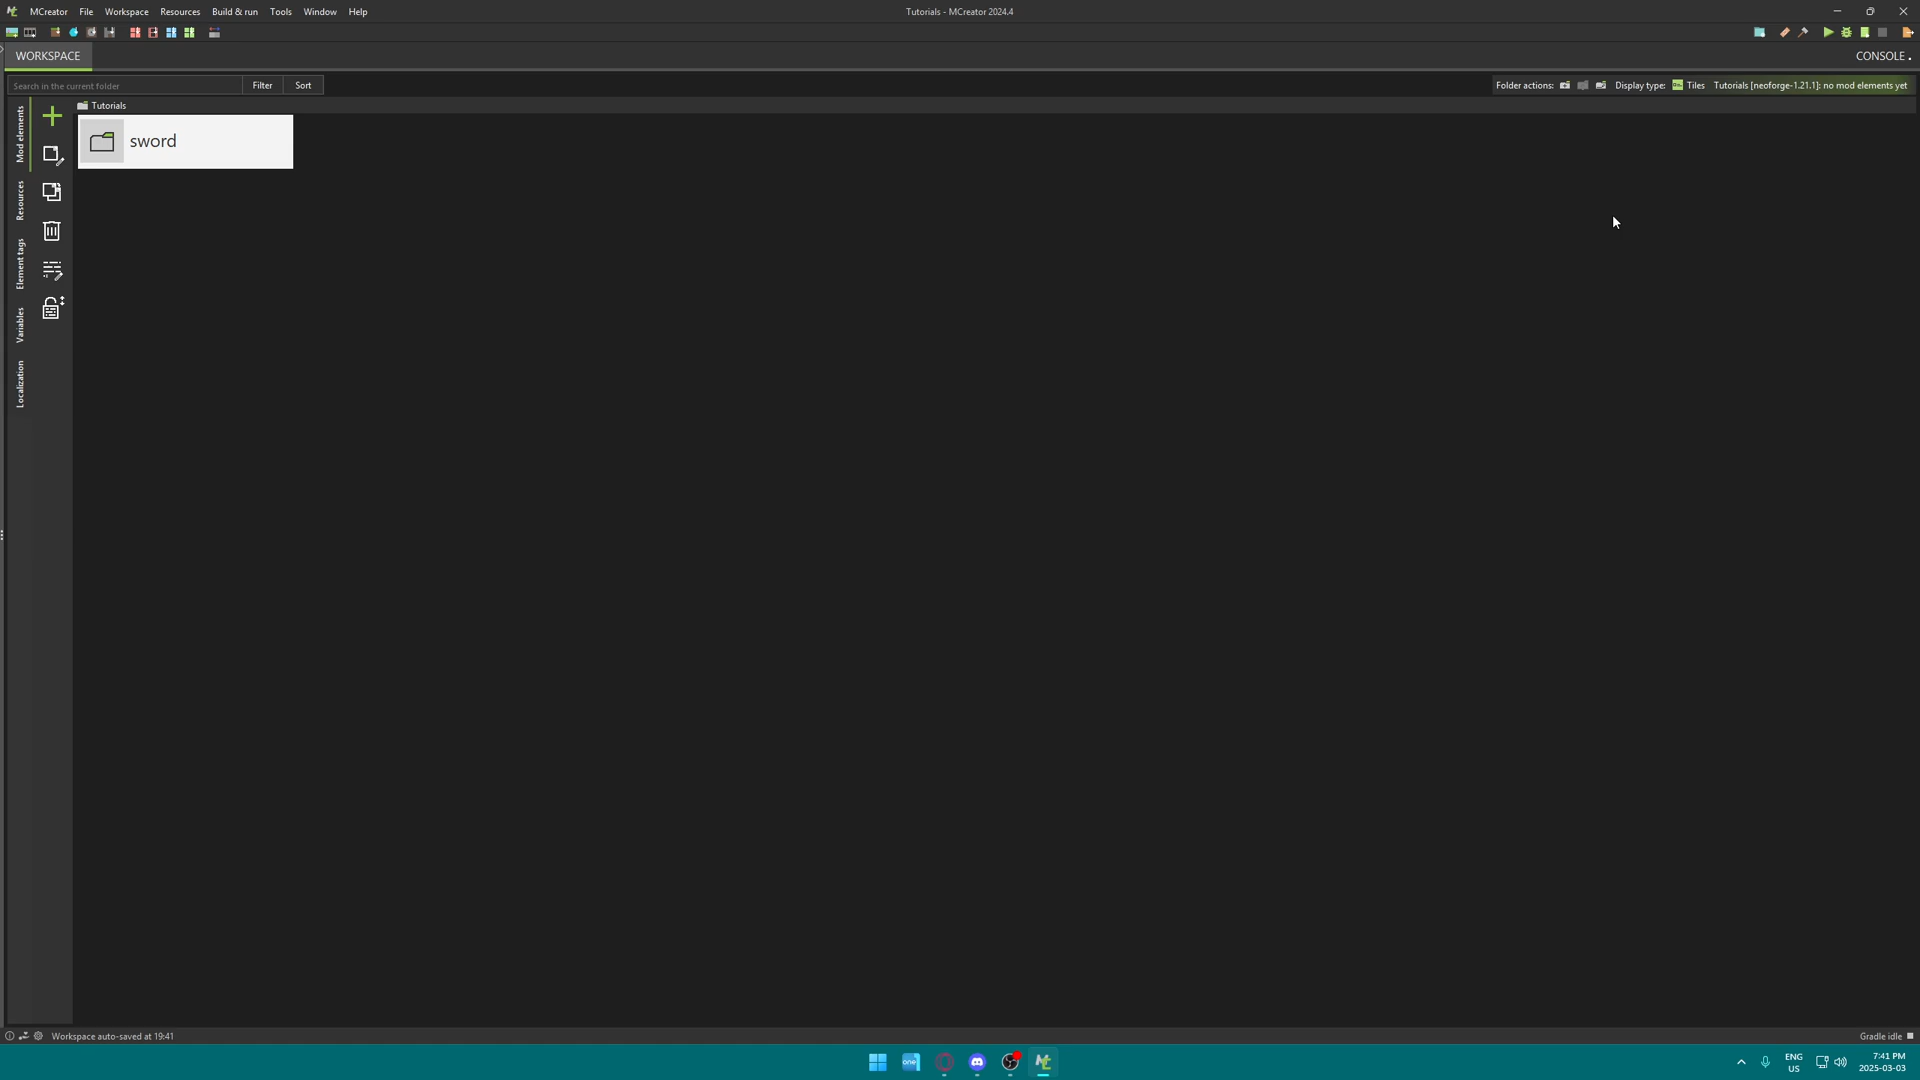 MCreator File Workspace Resources Build & run Tools Window Help
Tutorials - MCreator 2024.4
WORKSPACE
CONSOLE
Search in the current folder
Filter
Sort
Folder actions:
Display type: Tiles
Tutorials [neoforge-1.21.1]: no mod elements yet
Tutorials
sword
Mod elements
Resources
Element tags
Variables
Localization
Workspace auto-saved at 19:41
Gradle idle
one
ENG
US
7:41 PM
2025-03-03